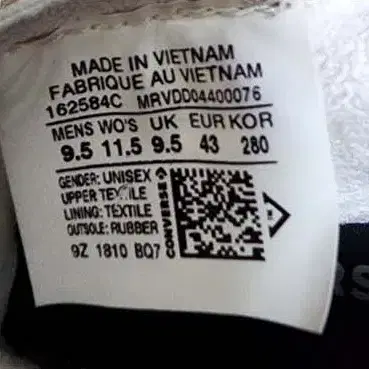 MADE IN VIETNAM
FABRIQUE AU VIETNAM
162584C MRVDD04400076
MENS WO'S UK EUR KOR
9.5 11.5 9.5 43 280
GENDER: UNISEX
UPPER TEXTILE
LINING: TEXTILE
OUTSOLE: RUBBER
9Z 1810 BQ7
CONVERSE
RS